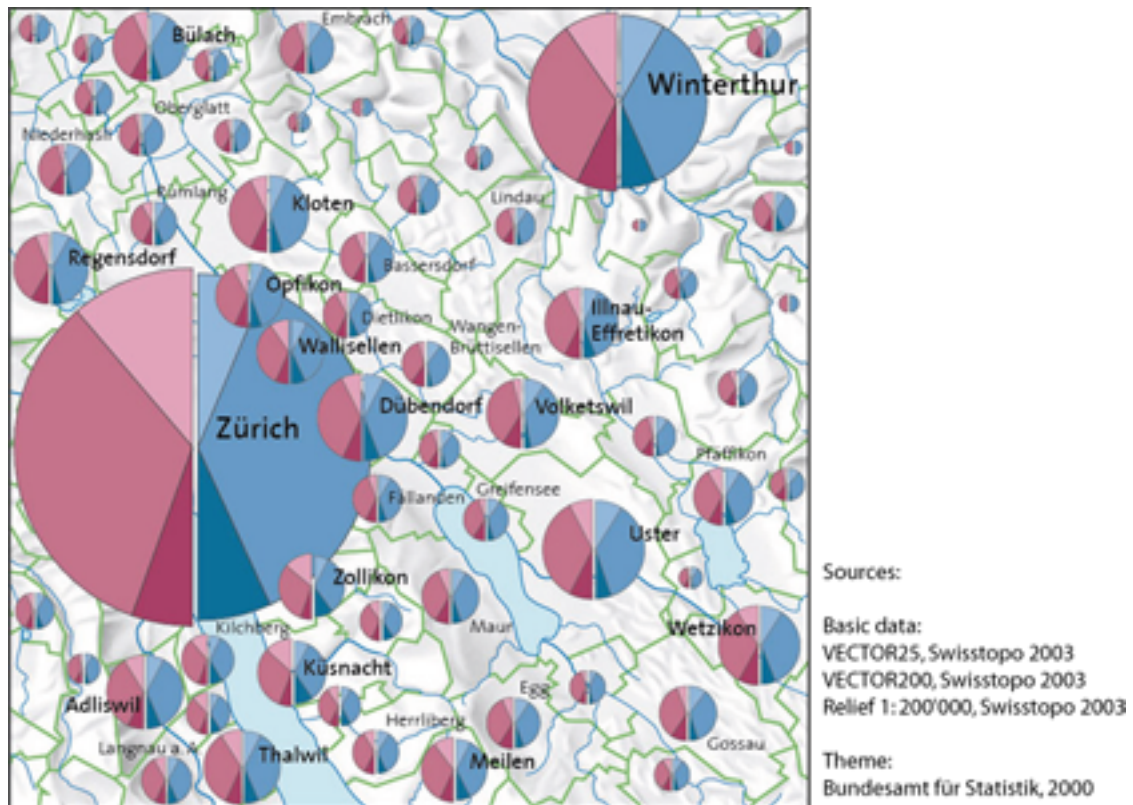 Embrach
Bülach
Winterthur
Oberglatt
Niederhasli
Rümlang
Kloten
Lindau
Regensdorf
Bassersdorf
Opfikon
Dietlikon
Illnau-
Effretikon
Wallisellen
Wangen-
Brüttisellen
Zürich
Dübendorf
Volketswil
Pfäffikon
Fällanden
Greifensee
Uster
Zollikon
Kilchberg
Maur
Wetzikon
Küsnacht
Adliswil
Egg
Herrliberg
Gossau
Langnau a. A
Thalwil
Meilen
Sources:
Basic data:
VECTOR25, Swisstopo 2003
VECTOR200, Swisstopo 2003
Relief 1: 200'000, Swisstopo 2003
Theme:
Bundesamt für Statistik, 2000